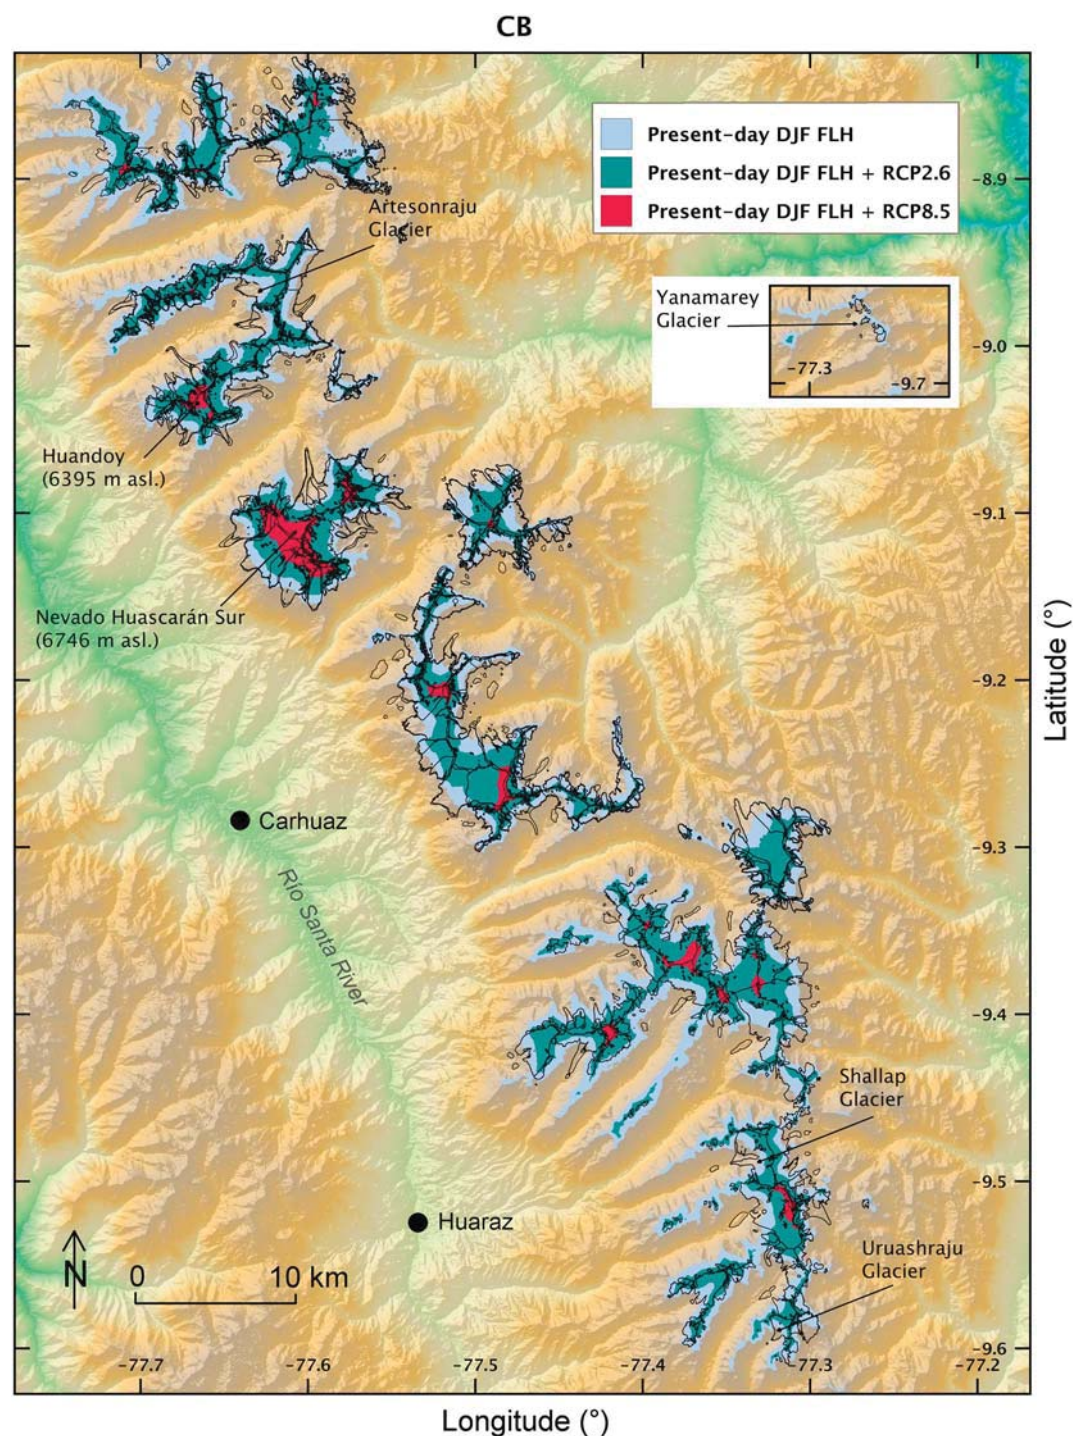 CB
Present-day DJF FLH
Present-day DJF FLH + RCP2.6
Present-day DJF FLH + RCP8.5
-8.9
Artesonraju
Glacier
Yanamarey
Glacier
-77.3
-9.7
-9.0
Huandoy
(6395 m asl.)
-9.1
Nevado Huascarán Sur
(6746 m asl.)
-9.2
Latitude (°)
Carhuaz
-9.3
Rio Santa River
-9.4
Shallap
Glacier
-9.5
Huaraz
Uruashraju
Glacier
N
0 10 km
-9.6
-77.7 -77.6 -77.5 -77.4 -77.3 -77.2
Longitude (°)